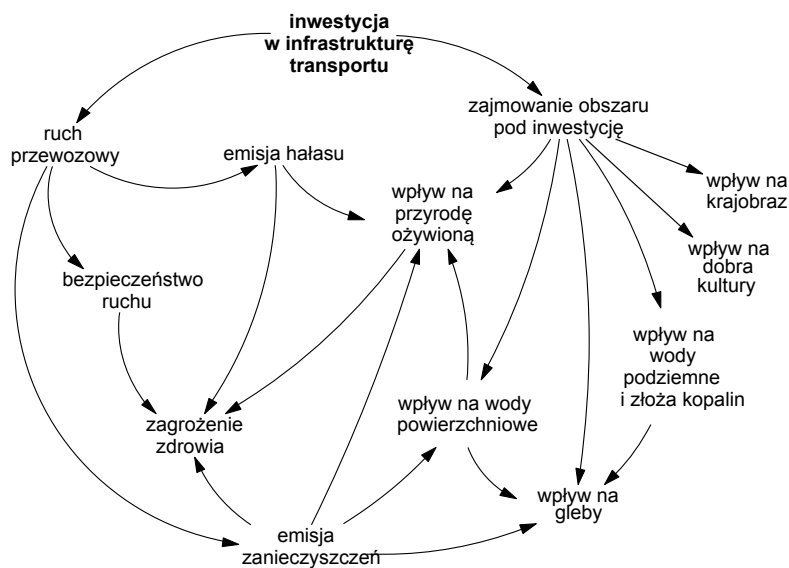 inwestycja
w infrastrukturę
transportu
zajmowanie obszaru
pod inwestycję
ruch
przewozowy
emisja hałasu
wpływ na
przyrodę
ożywioną
wpływ na
krajobraz
wpływ na
dobra
kultury
bezpieczeństwo
ruchu
wpływ na
wody
podziemne
i złoża kopalin
zagrożenie
zdrowia
wpływ na wody
powierzchniowe
wpływ na
gleby
emisja
zanieczyszczeń